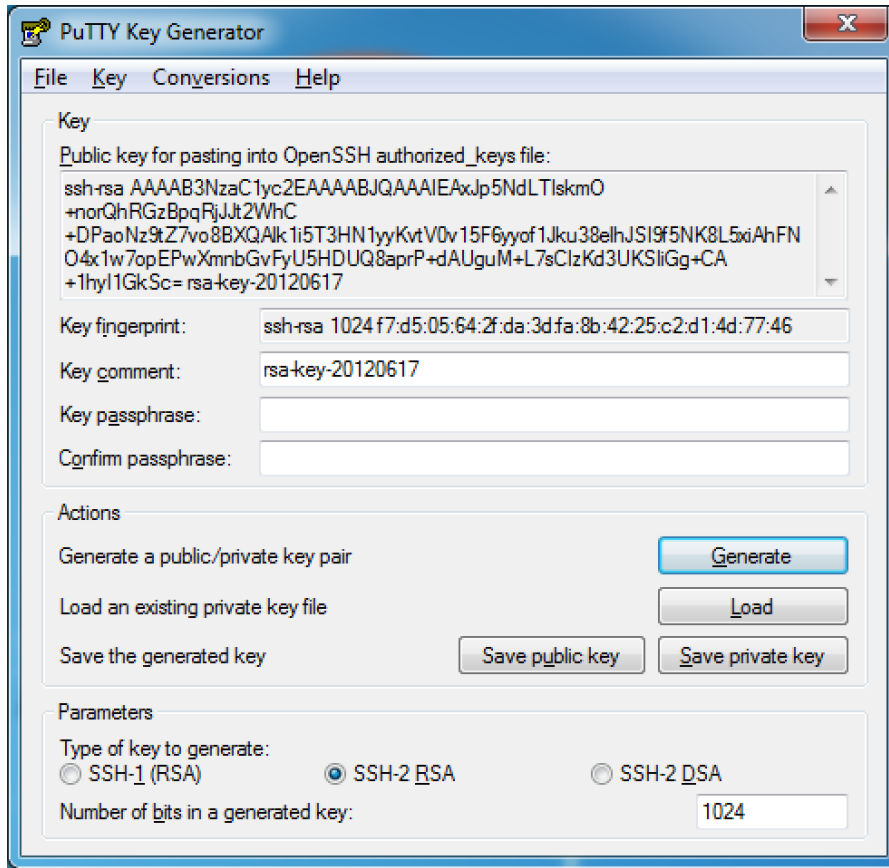 PuTTY Key Generator
File Key Conversions Help
Key
Public key for pasting into OpenSSH authorized_keys file:
ssh-rsa AAAAB3NzaC1yc2EAAAABJQAAAIEAxJp5NdLTlskmO
+norQhRGzBpqRjJJt2WhC
+DPaoNz9tZ7vo8BXQAlk1i5T3HN1yyKvtV0v15F6yyof1Jku38elhJSI9f5NK8L5xiAhFN
O4x1w7opEPwXmnbGvFyU5HDUQ8aprP+dAUguM+L7sClzKd3UKSliGg+CA
+1hyl1GkSc= rsa-key-20120617
Key fingerprint: ssh-rsa 1024 f7:d5:05:64:2f:da:3d:fa:8b:42:25:c2:d1:4d:77:46
Key comment: rsa-key-20120617
Key passphrase:
Confirm passphrase:
Actions
Generate a public/private key pair Generate
Load an existing private key file Load
Save the generated key Save public key Save private key
Parameters
Type of key to generate:
SSH-1 (RSA) SSH-2 RSA SSH-2 DSA
Number of bits in a generated key: 1024